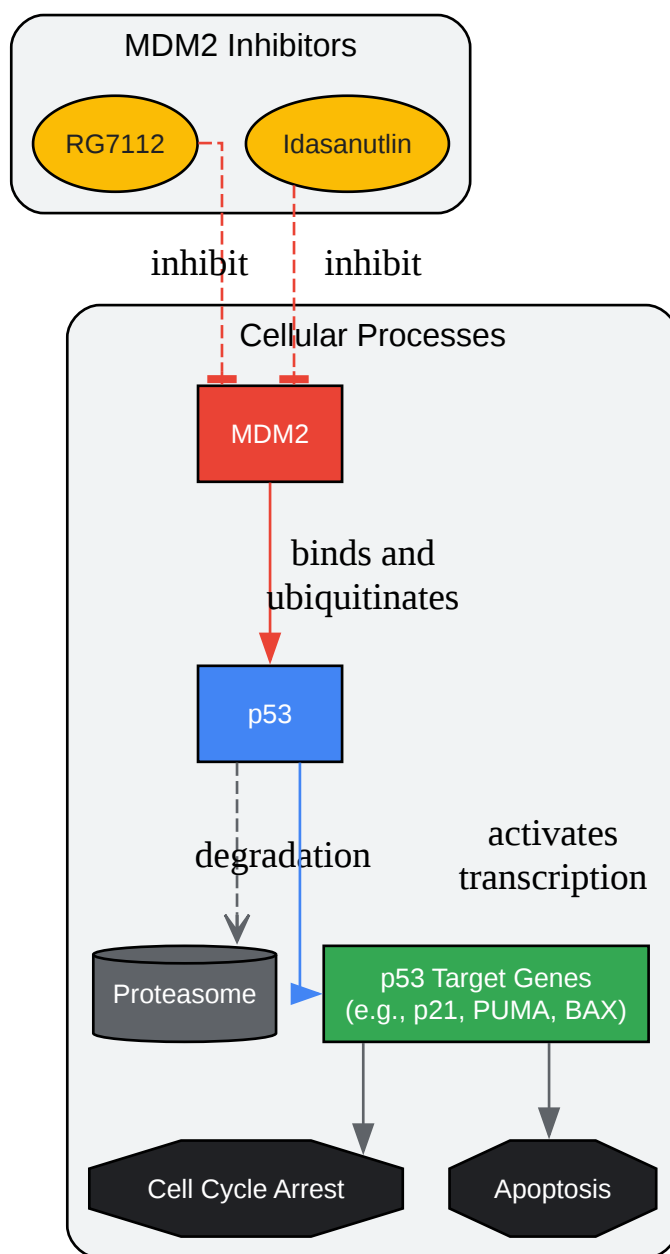 MDM2 Inhibitors
RG7112
Idasanutlin
inhibit
inhibit
Cellular Processes
MDM2
binds and
ubiquitinates
p53
degradation
activates
transcription
Proteasome
p53 Target Genes
(e.g., p21, PUMA, BAX)
Cell Cycle Arrest
Apoptosis